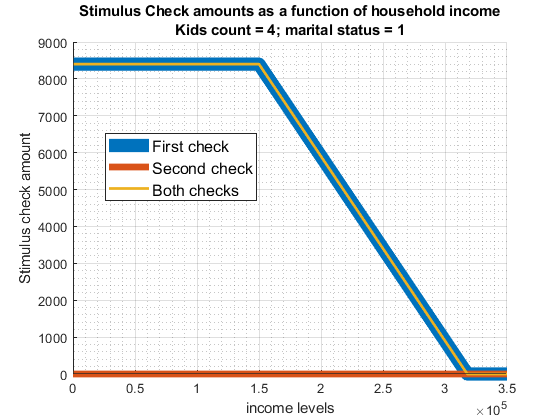 Stimulus Check amounts as a function of household income
Kids count = 4; marital status = 1
9000
8000
7000
6000
5000
4000
3000
2000
1000
0
Stimulus check amount
First check
Second check
Both checks
0 0.5 1 1.5 2 2.5 3 3.5
×10⁵
income levels